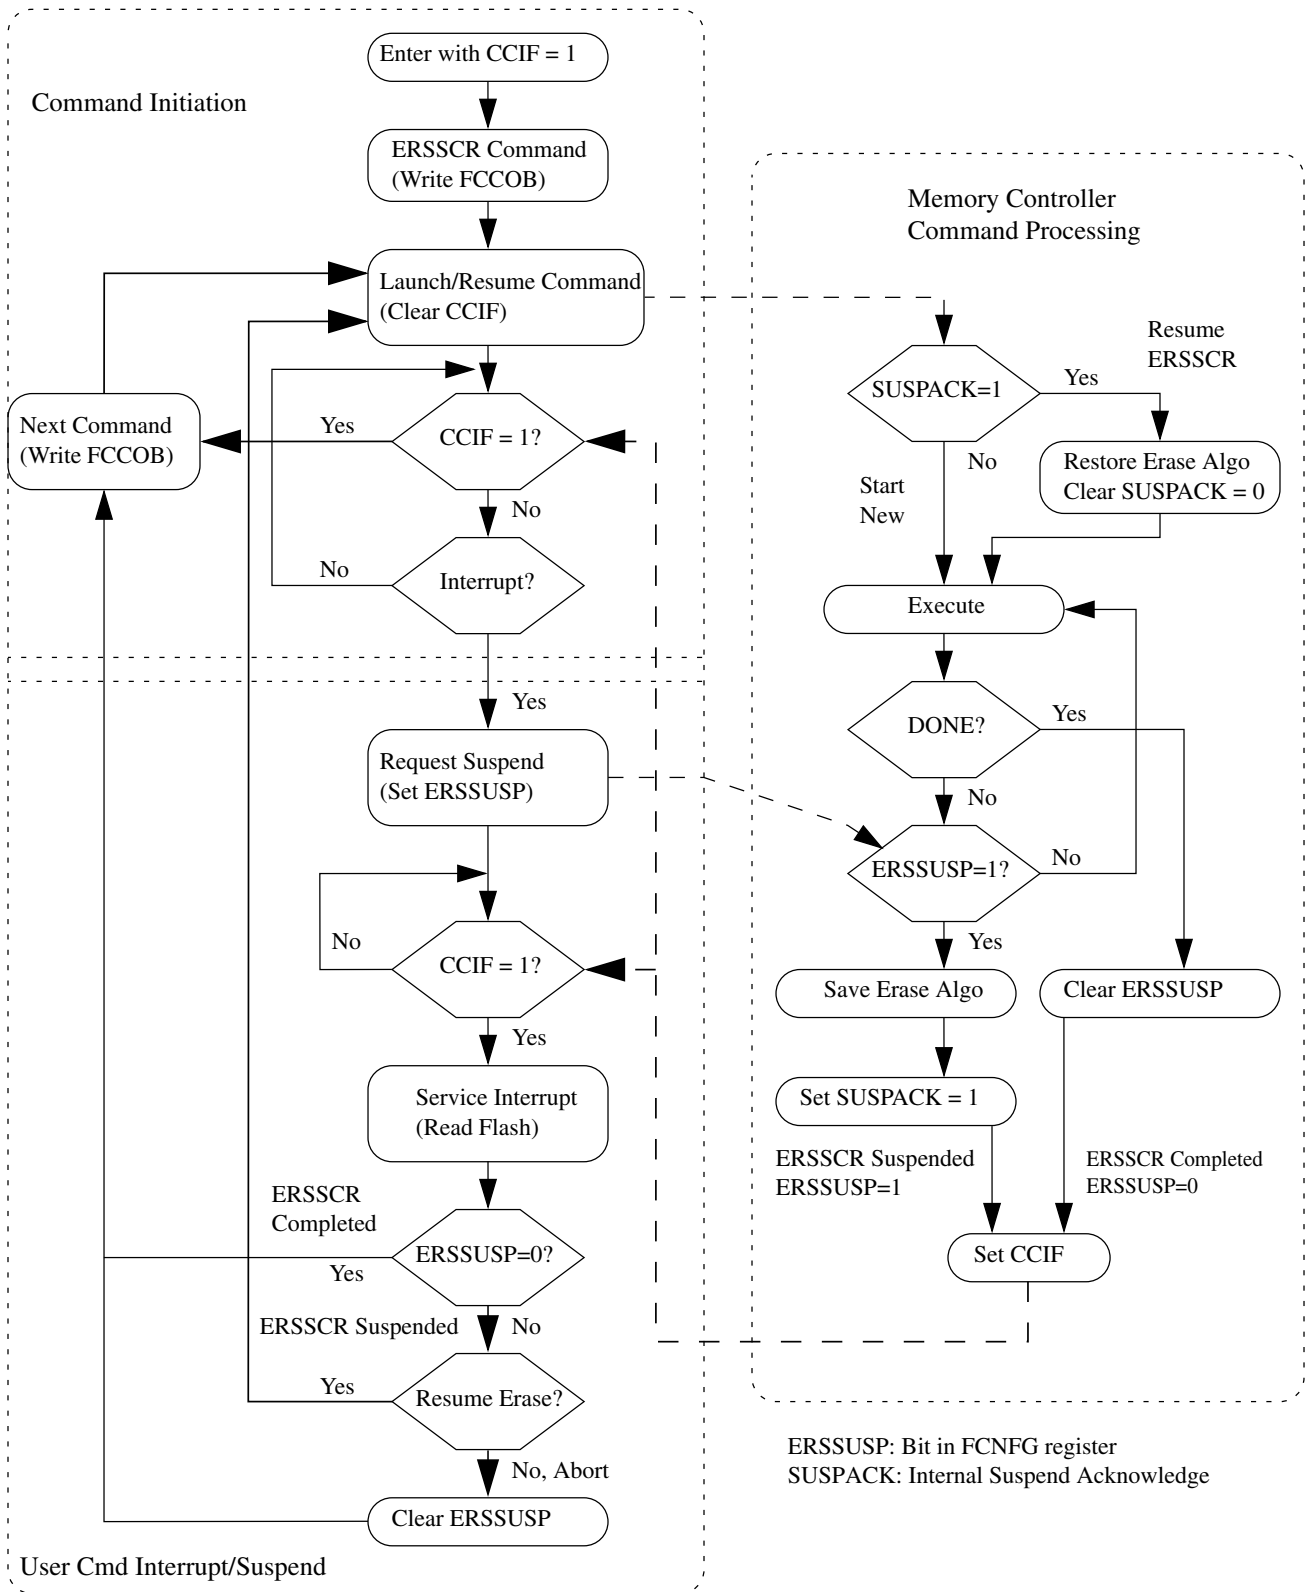 Enter with CCIF = 1
Command Initiation
ERSSCR Command
(Write FCCOB)
Launch/Resume Command
(Clear CCIF)
Next Command
(Write FCCOB)
Yes
CCIF = 1?
No
No
Interrupt?
Yes
Request Suspend
(Set ERSSUSP)
No
CCIF = 1?
Yes
Service Interrupt
(Read Flash)
ERSSCR
Completed
ERSSUSP=0?
Yes
ERSSCR Suspended
No
Yes
Resume Erase?
No, Abort
Clear ERSSUSP
User Cmd Interrupt/Suspend
Memory Controller
Command Processing
Resume
ERSSCR
SUSPACK=1
Yes
No
Restore Erase Algo
Clear SUSPACK = 0
Start
New
Execute
DONE?
Yes
No
ERSSUSP=1?
No
Yes
Save Erase Algo
Clear ERSSUSP
Set SUSPACK = 1
ERSSCR Suspended
ERSSUSP=1
ERSSCR Completed
ERSSUSP=0
Set CCIF
ERSSUSP: Bit in FCNFG register
SUSPACK: Internal Suspend Acknowledge